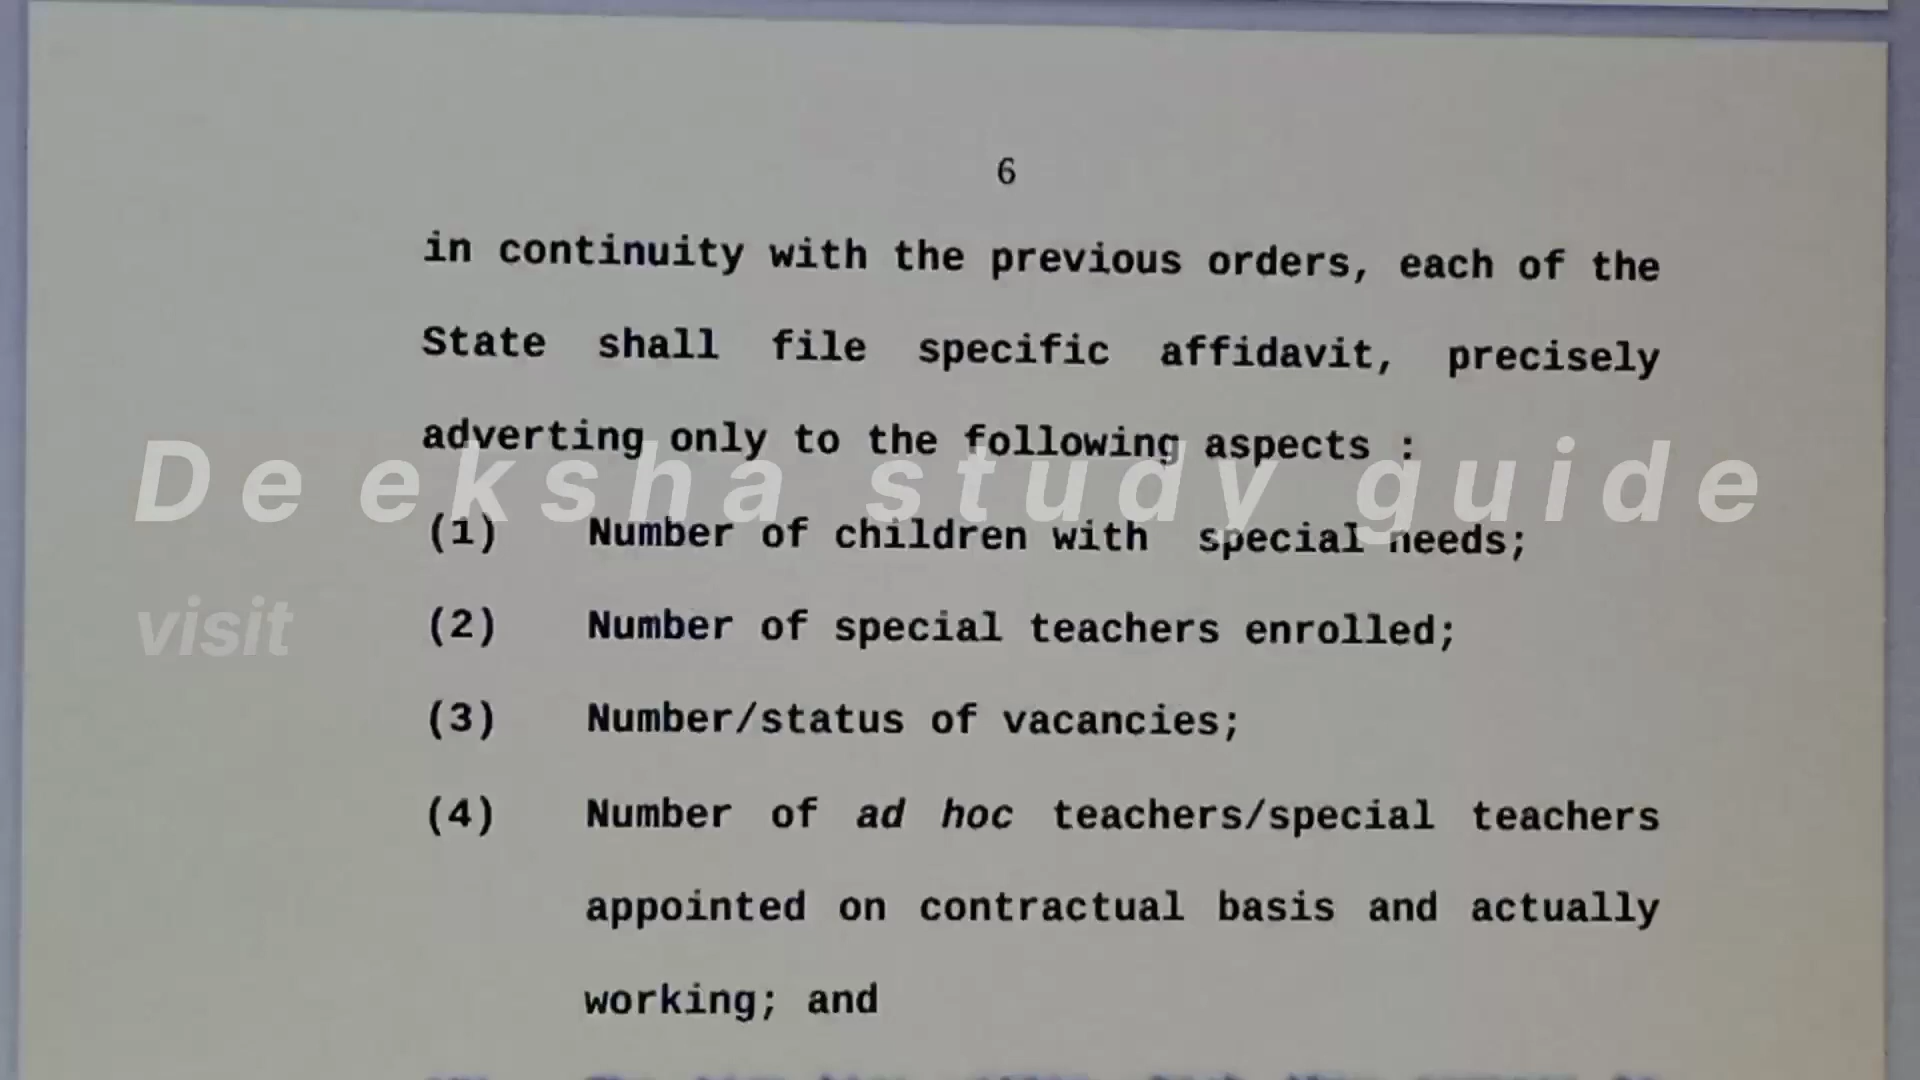 6
in continuity with the previous orders, each of the
State shall file specific affidavit, precisely
adverting only to the following aspects :
Deeksha study guide
(1) Number of children with special needs;
visit
(2) Number of special teachers enrolled;
(3) Number/status of vacancies;
(4) Number of ad hoc teachers/special teachers
appointed on contractual basis and actually
working; and